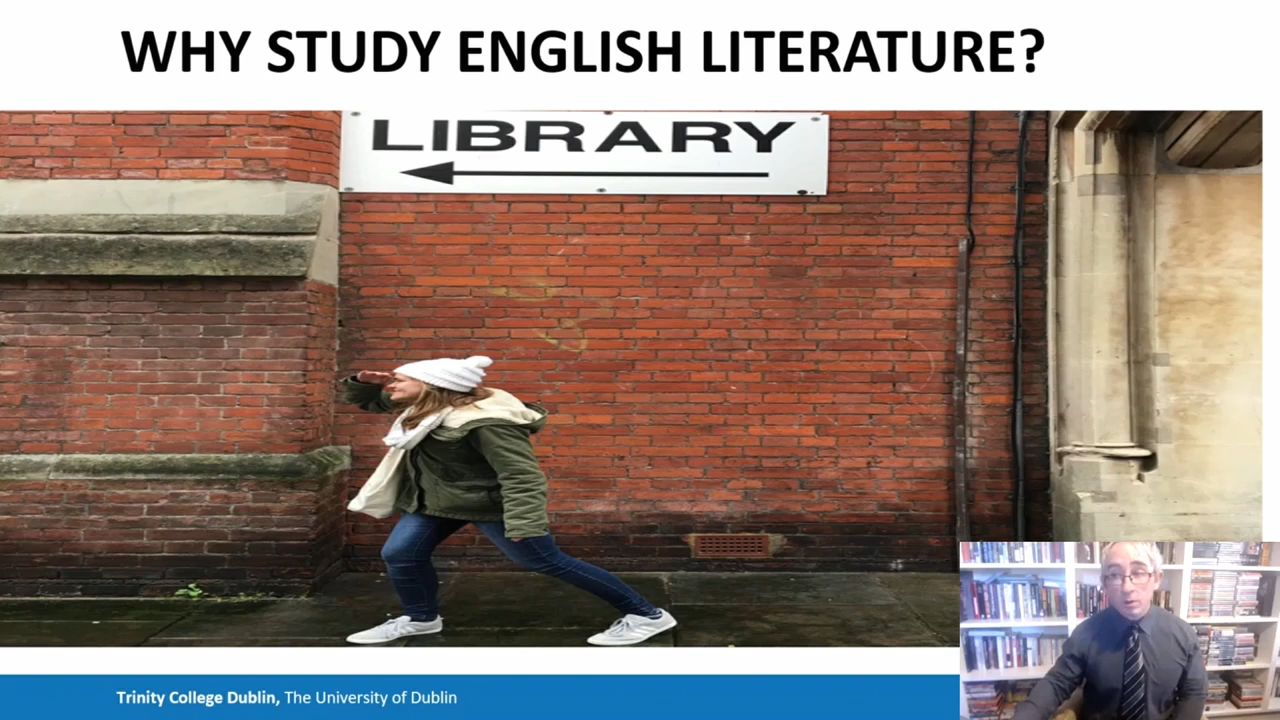 WHY STUDY ENGLISH LITERATURE?
LIBRARY
Trinity College Dublin, The University of Dublin